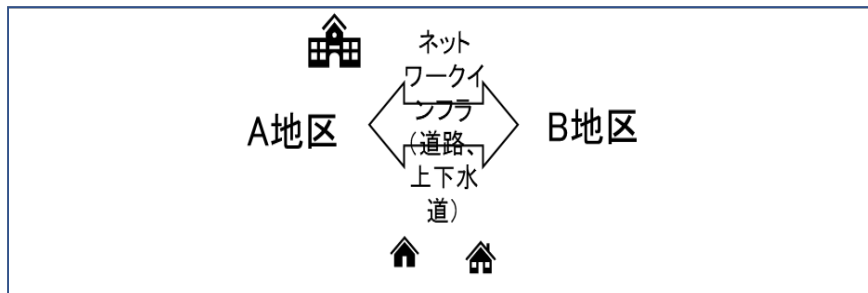 ネット
ワークイ
ンフラ
(道路、
上下水
道)
A地区
B地区